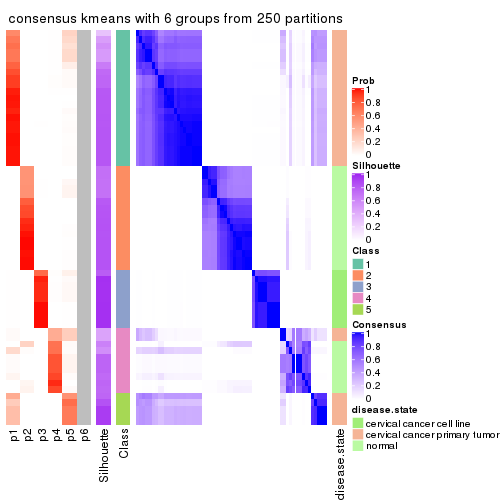 consensus kmeans with 6 groups from 250 partitions
Prob
1
0.8
0.6
0.4
0.2
0
Silhouette
1
0.8
0.6
0.4
0.2
0
Class
1
2
3
4
5
Consensus
1
0.8
0.6
0.4
0.2
0
disease.state
cervical cancer cell line
cervical cancer primary tumor
normal
p1
p2
p3
p4
p5
p6
Silhouette
Class
disease.state